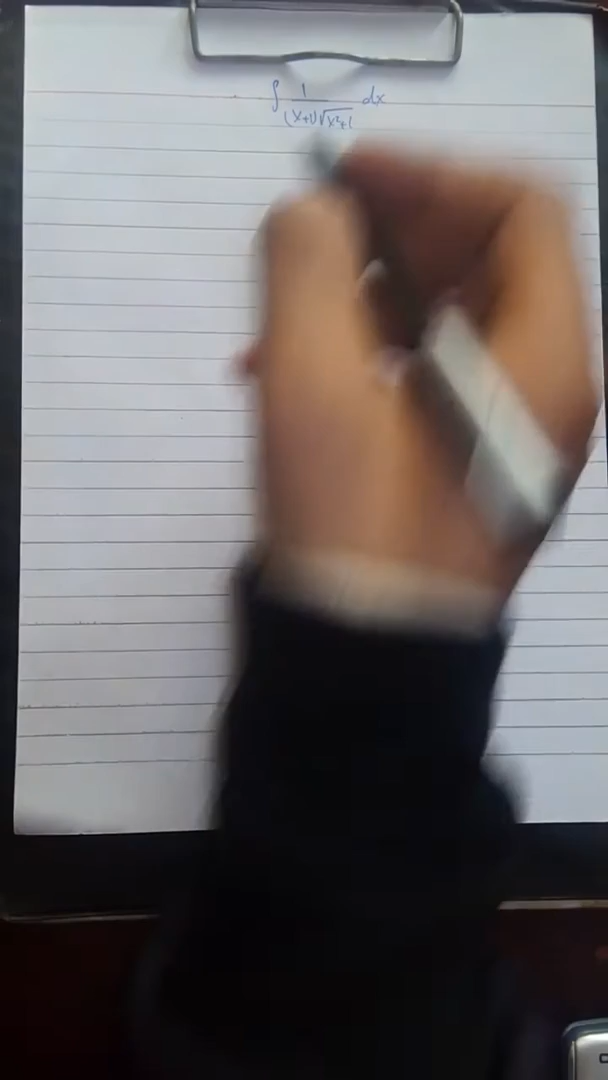 ∫ 1/((x+1)√(x²+1)) dx